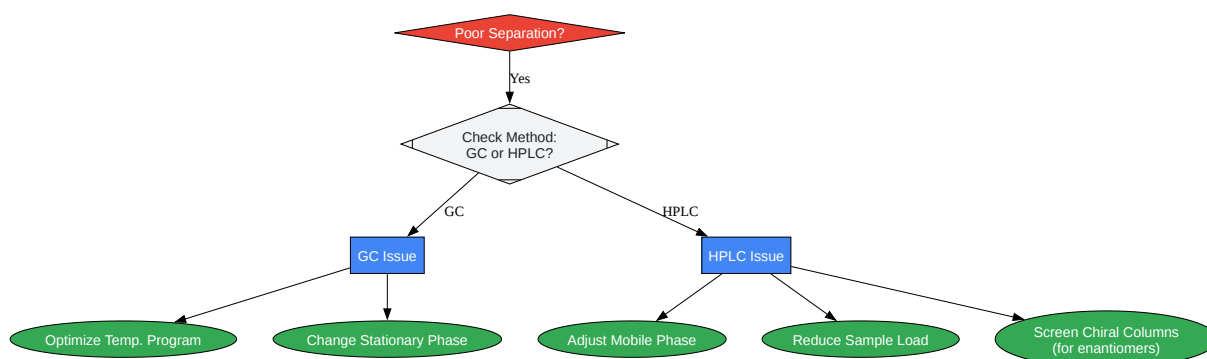 Poor Separation?
Yes
Check Method:
GC or HPLC?
GC
HPLC
GC Issue
HPLC Issue
Optimize Temp. Program
Change Stationary Phase
Adjust Mobile Phase
Reduce Sample Load
Screen Chiral Columns
(for enantiomers)